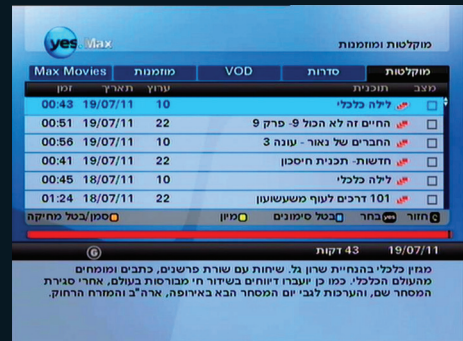 yes Max
מוקלטות ומוזמנות
מוקלטות סדרות VOD מוזמנות Max Movies
מצב תוכנית ערוץ תאריך זמן
לילה כלכלי 10 19/07/11 00:43
החיים זה לא הכול 9- פרק 9 22 19/07/11 00:51
החברים של נאור - עונה 3 10 19/07/11 00:56
חדשות- תכנית חיסכון 22 19/07/11 00:41
לילה כלכלי 10 18/07/11 00:45
101 דרכים לעוף משעשועון 22 18/07/11 01:24
חזור yes בחר בטל סימונים מיון סמן/בטל מחיקה
19/07/11 43 דקות G
מגזין כלכלי בהנחיית שרון גל. שיחות עם שורת פרשנים, כתבים ומומחים
מהעולם הכלכלי. כמו כן יועברו דיווחים בשידור חי מבורסות בעולם, אחרי סגירת
המסחר שם, והערכות לגבי יום המסחר הבא באירופה, ארה"ב והמזרח הרחוק.